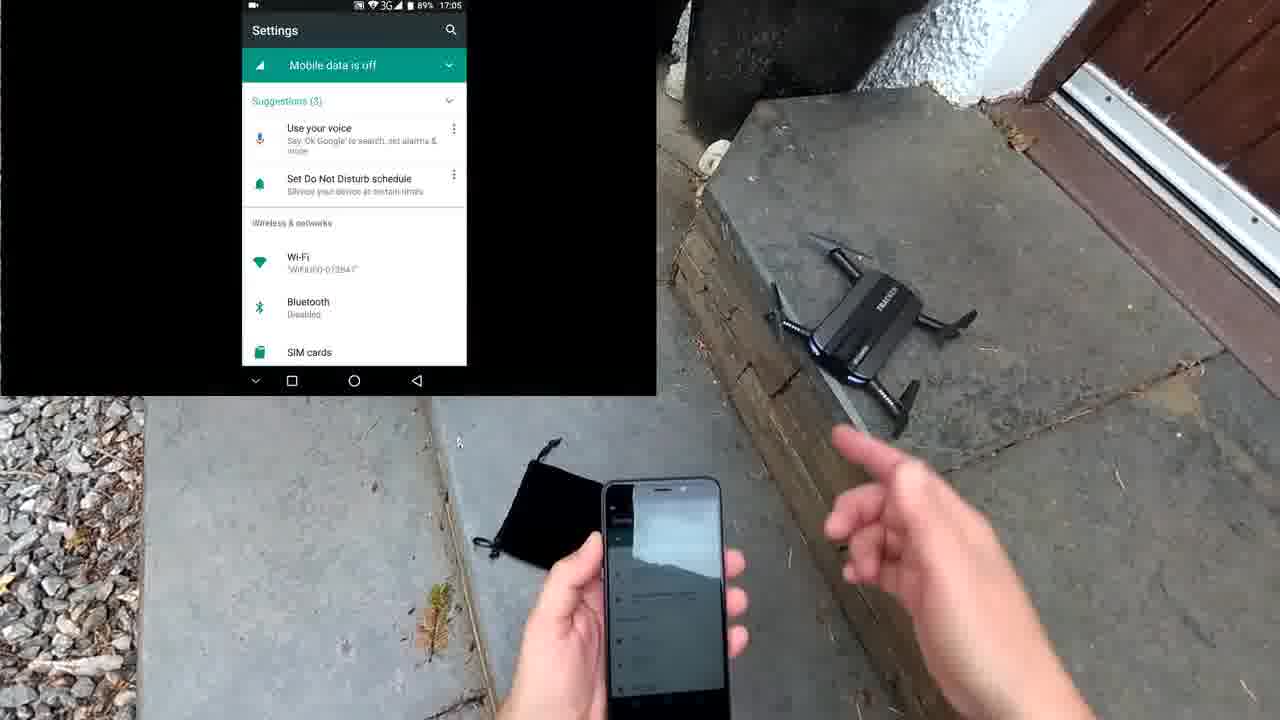 3G 89% 17:05
Settings
Mobile data is off
Suggestions (3)
Use your voice
Say 'Ok Google' to search, set alarms &
more
Set Do Not Disturb schedule
Silence your device at certain times
Wireless & networks
Wi-Fi
Bluetooth
Disabled
SIM cards
TRACKER